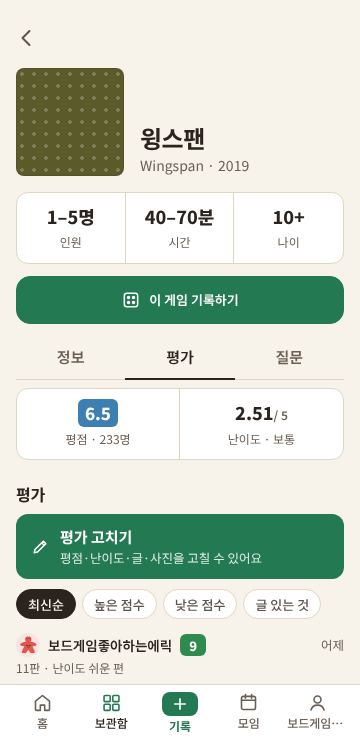 윙스팬
Wingspan · 2019
1–5명
인원
40–70분
시간
10+
나이
이 게임 기록하기
정보
평가
질문
6.5
평점 · 233명
2.51 / 5
난이도 · 보통
평가
평가 고치기
평점·난이도·글·사진을 고칠 수 있어요
최신순
높은 점수
낮은 점수
글 있는 것
보드게임좋아하는에릭 9 어제
11판 · 난이도 쉬운 편
홈
보관함
기록
모임
보드게임…